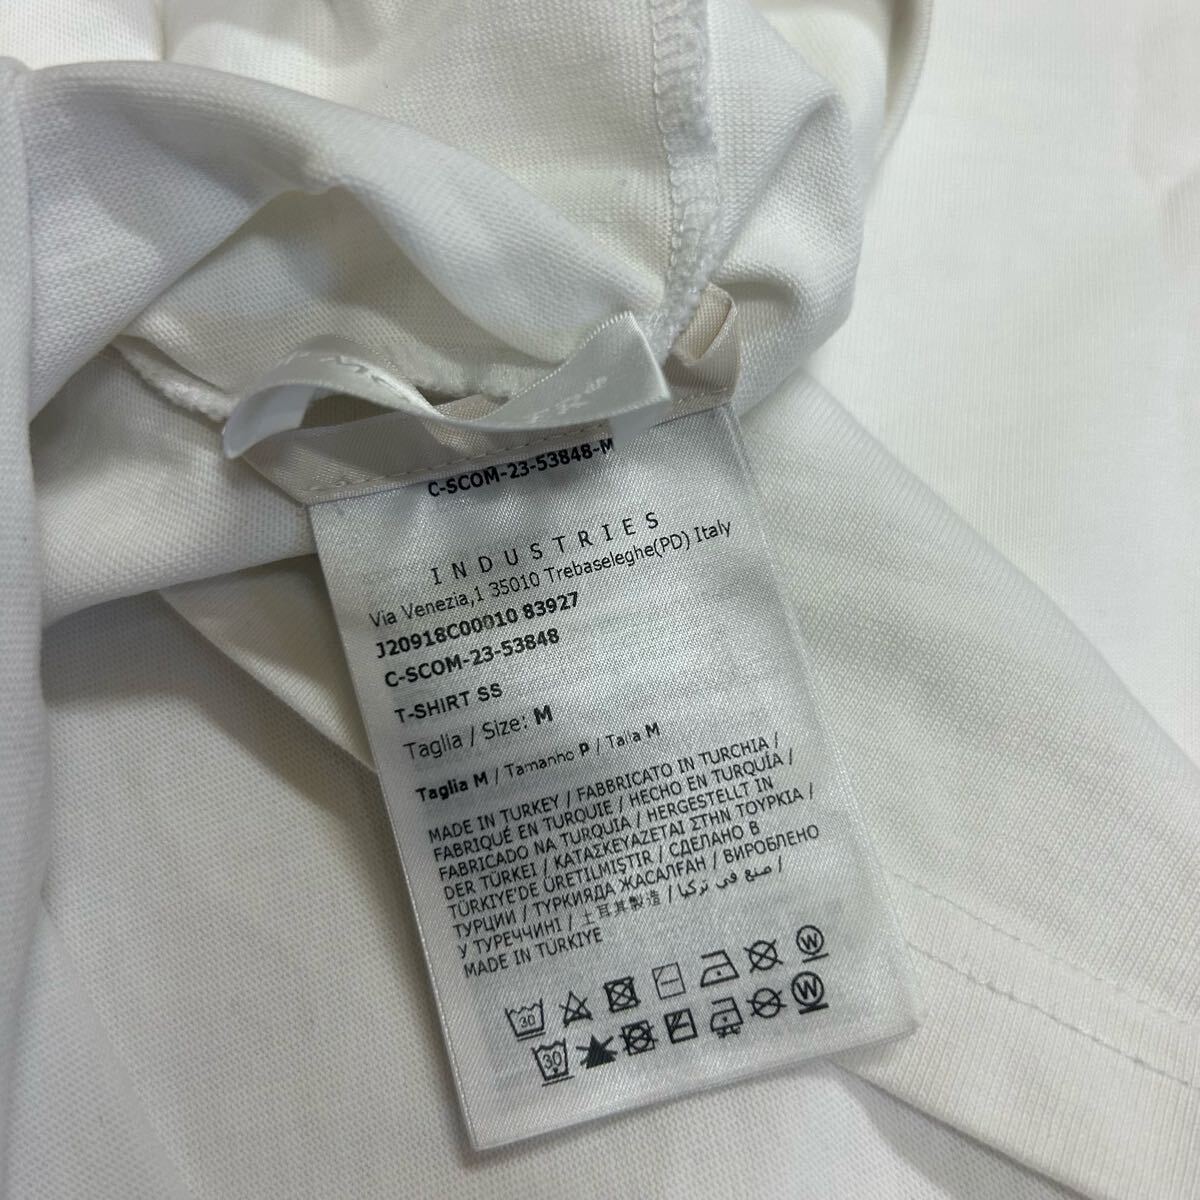 C-SCOM-23-53848-M
INDUSTRIES
Via Venezia,1 35010 Trebaseleghe(PD) Italy
J20918C00010 83927
C-SCOM-23-53848
T-SHIRT SS
Taglia / Size: M
Taglia M / Tamanho P / Talla M
MADE IN TURKEY / FABBRICATO IN TURCHIA /
FABRIQUÉ EN TURQUIE / HECHO EN TURQUÍA /
FABRICADO NA TURQUIA / HERGESTELLT IN
DER TÜRKEI / ΚΑΤΑΣΚΕΥΑΖΕΤΑΙ ΣΤΗΝ ΤΟΥΡΚΙΑ /
TÜRKIYE'DE ÜRETILMIŞTIR / СДЕЛАНО В
ТУРЦИИ / ТҮРКИЯДА ЖАСАЛҒАН / ВИРОБЛЕНО
У ТУРЕЧЧИНІ / 土耳其製造 / صنع في تركيا /
MADE IN TÜRKIYE
30 W
30 W